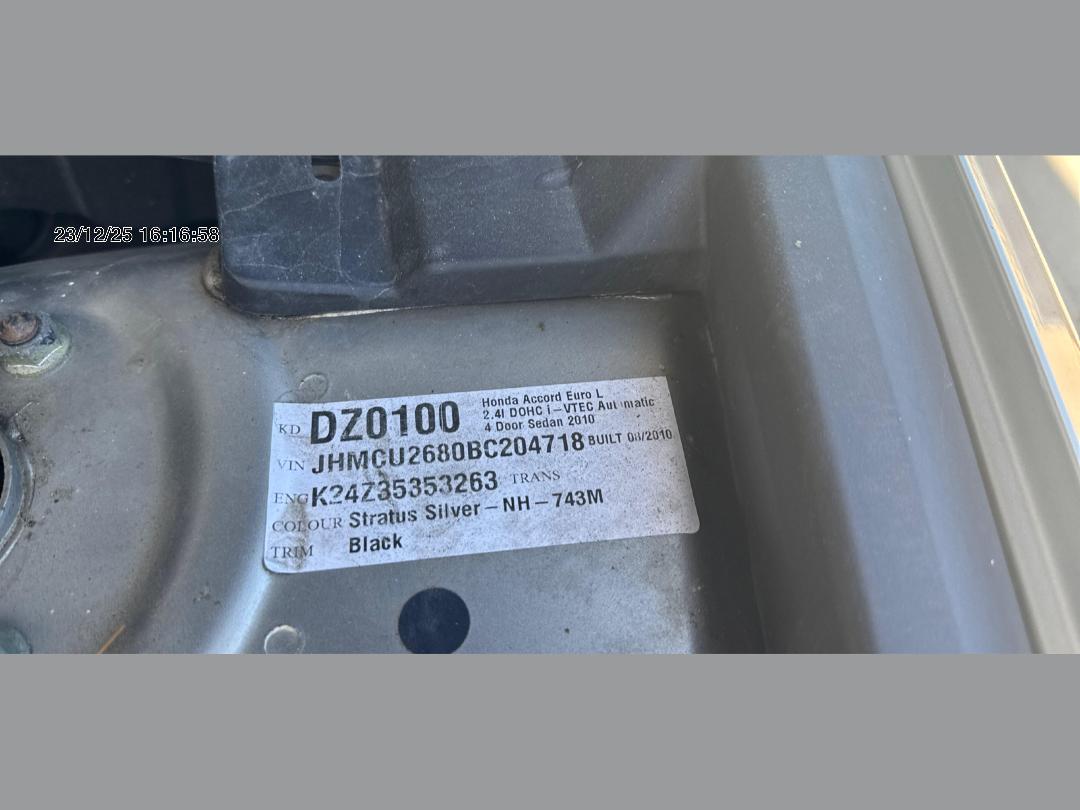 23/12/25 16:16:58
KD DZ0100
Honda Accord Euro L
2.4l DOHC i-VTEC
4 Door Sedan 2010
VIN JHMCU2680BC204718 BUILT
ENG K24Z35353263 TRANS
COLOUR Stratus Silver-NH-743M
TRIM Black